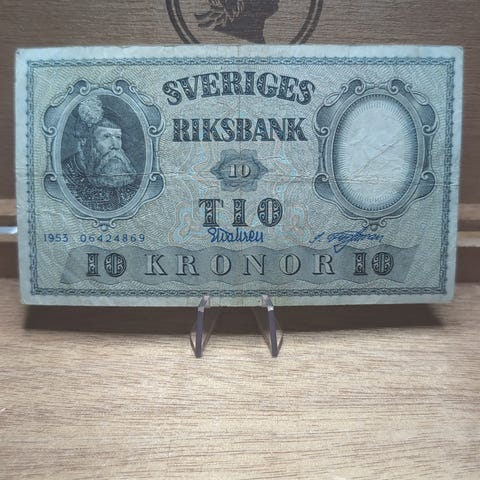 SVERIGES
RIKSBANK
10
TIO
1953 06424869
10 KRONOR 10